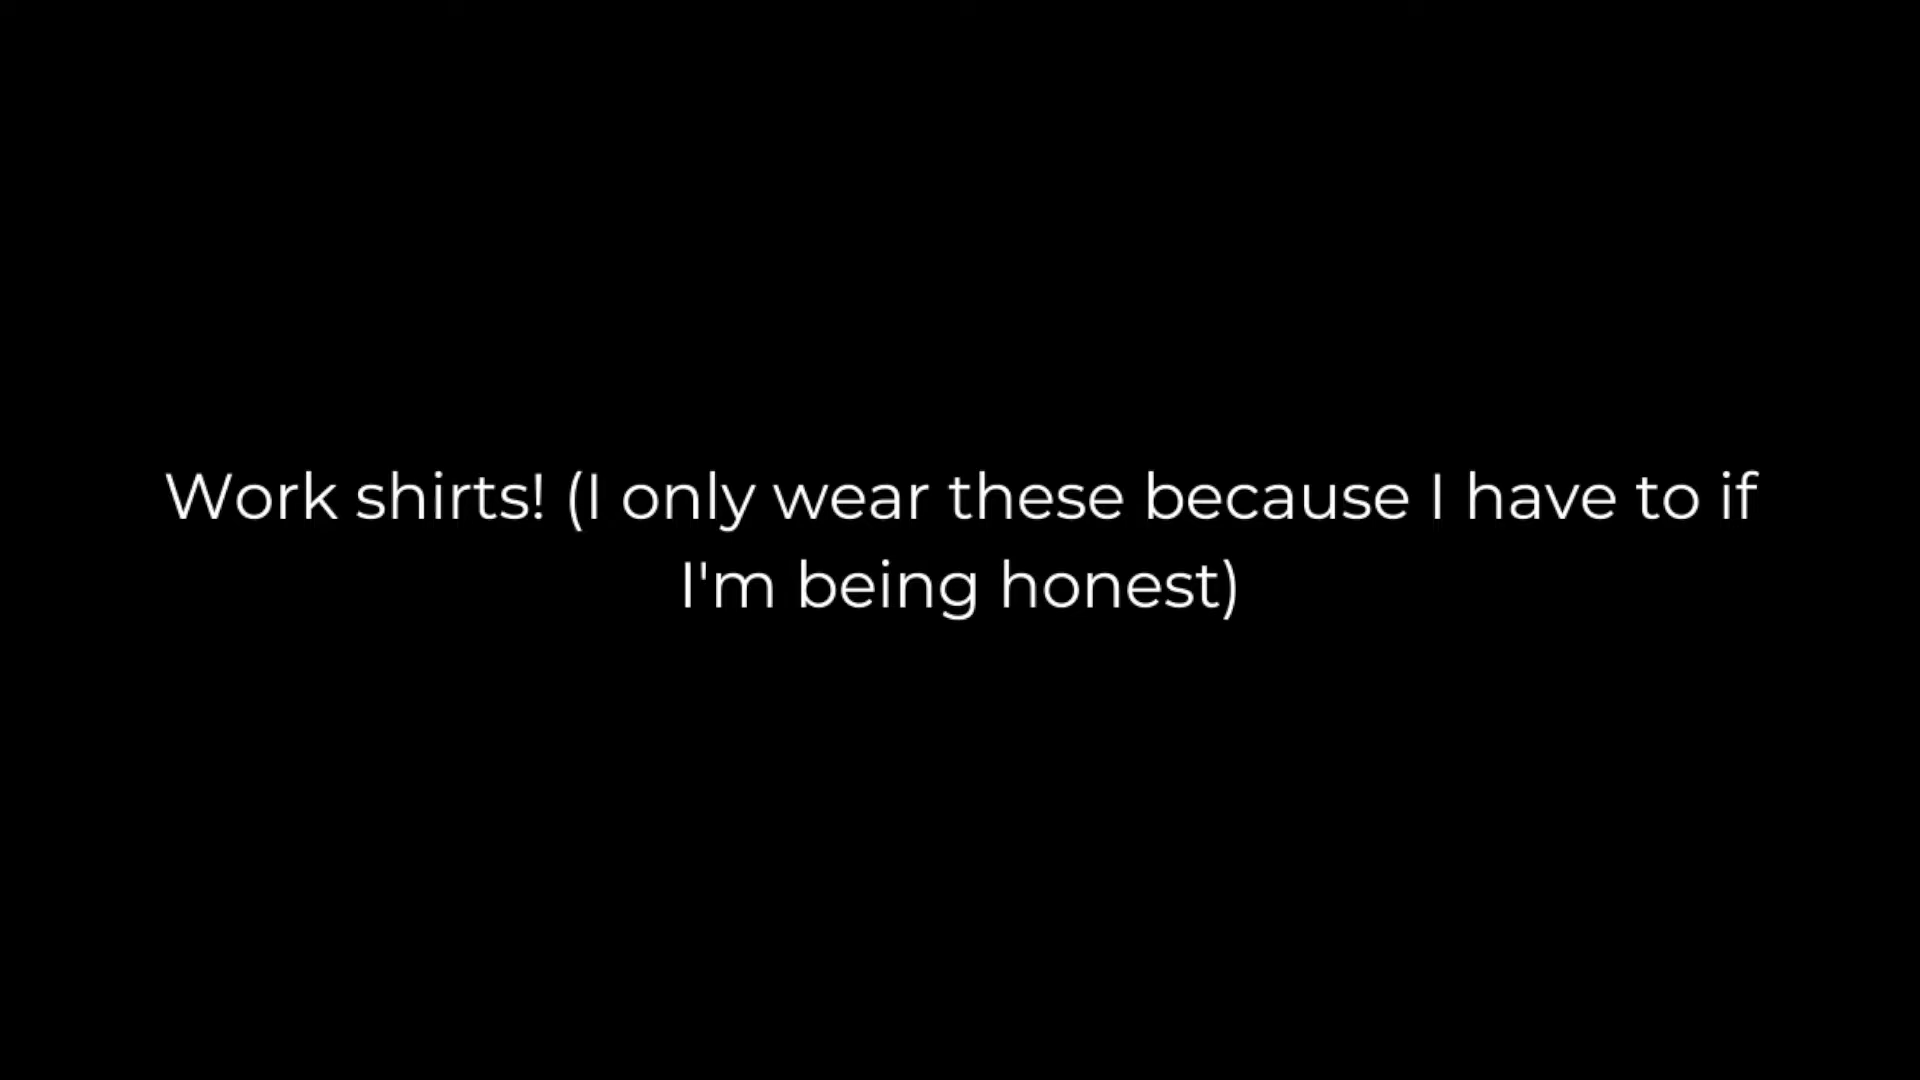 Work shirts! (I only wear these because I have to if
I'm being honest)